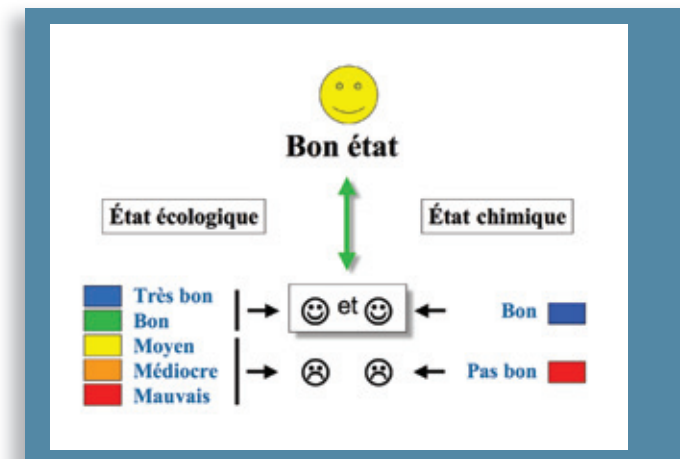 Bon état
État écologique
État chimique
Très bon
Bon
Moyen
Médiocre
Mauvais
et
Bon
Pas bon